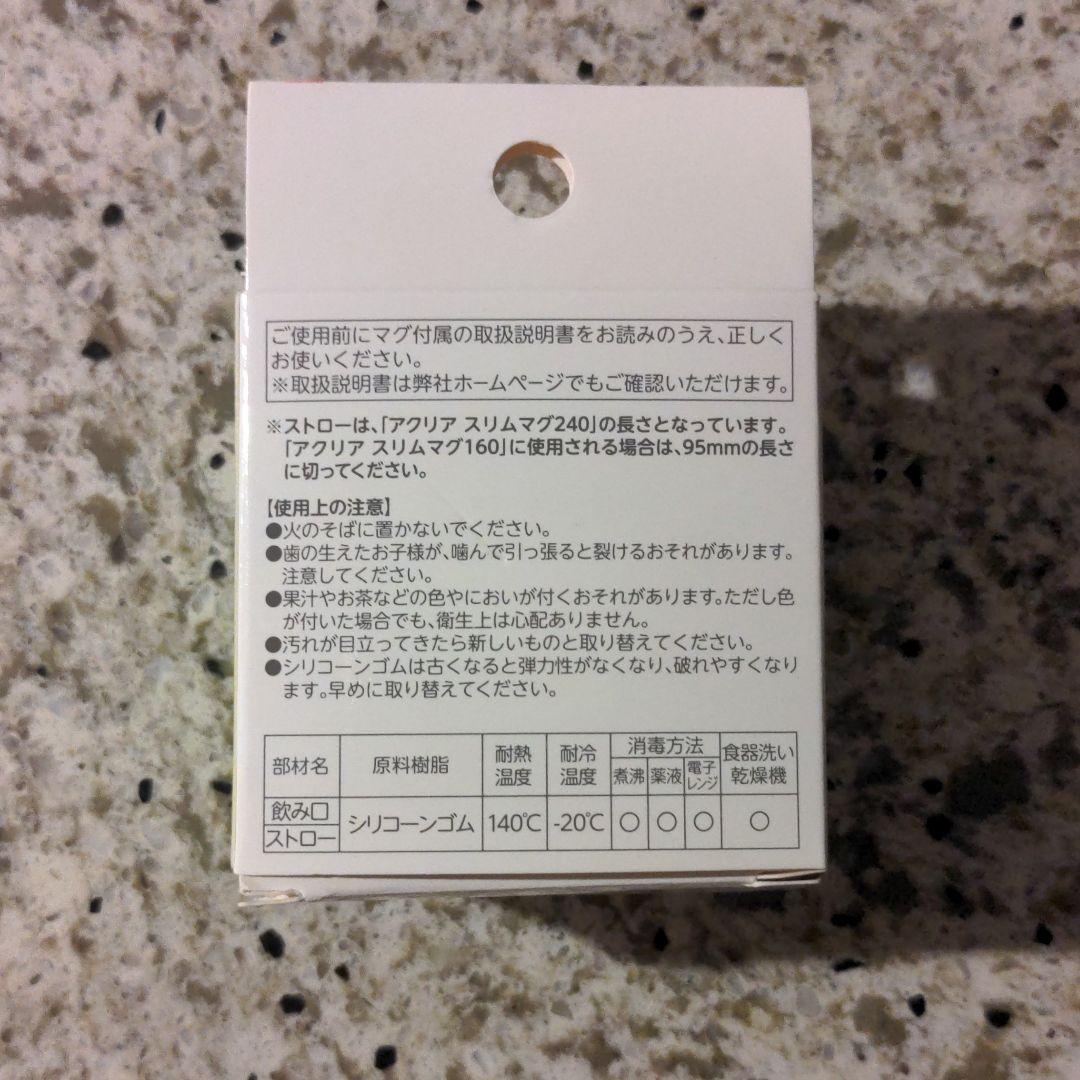 ご使用前にマグ付属の取扱説明書をお読みのうえ、正しく
お使いください。
※取扱説明書は弊社ホームページでもご確認いただけます。
※ストローは、「アクリア スリムマグ240」の長さとなっています。
「アクリア スリムマグ160」に使用される場合は、95mmの長さ
に切ってください。
【使用上の注意】
●火のそばに置かないでください。
●歯の生えたお子様が、噛んで引っ張ると裂けるおそれがあります。
注意してください。
●果汁やお茶などの色やにおいが付くおそれがあります。ただし色
が付いた場合でも、衛生上は心配ありません。
●汚れが目立ってきたら新しいものと取り替えてください。
●シリコーンゴムは古くなると弾力性がなくなり、破れやすくなり
ます。早めに取り替えてください。
部材名 原料樹脂 耐熱温度 耐冷温度 消毒方法 食器洗い乾燥機
煮沸 薬液 電子レンジ
飲み口 シリコーンゴム 140℃ -20℃ ○ ○ ○ ○
ストロー